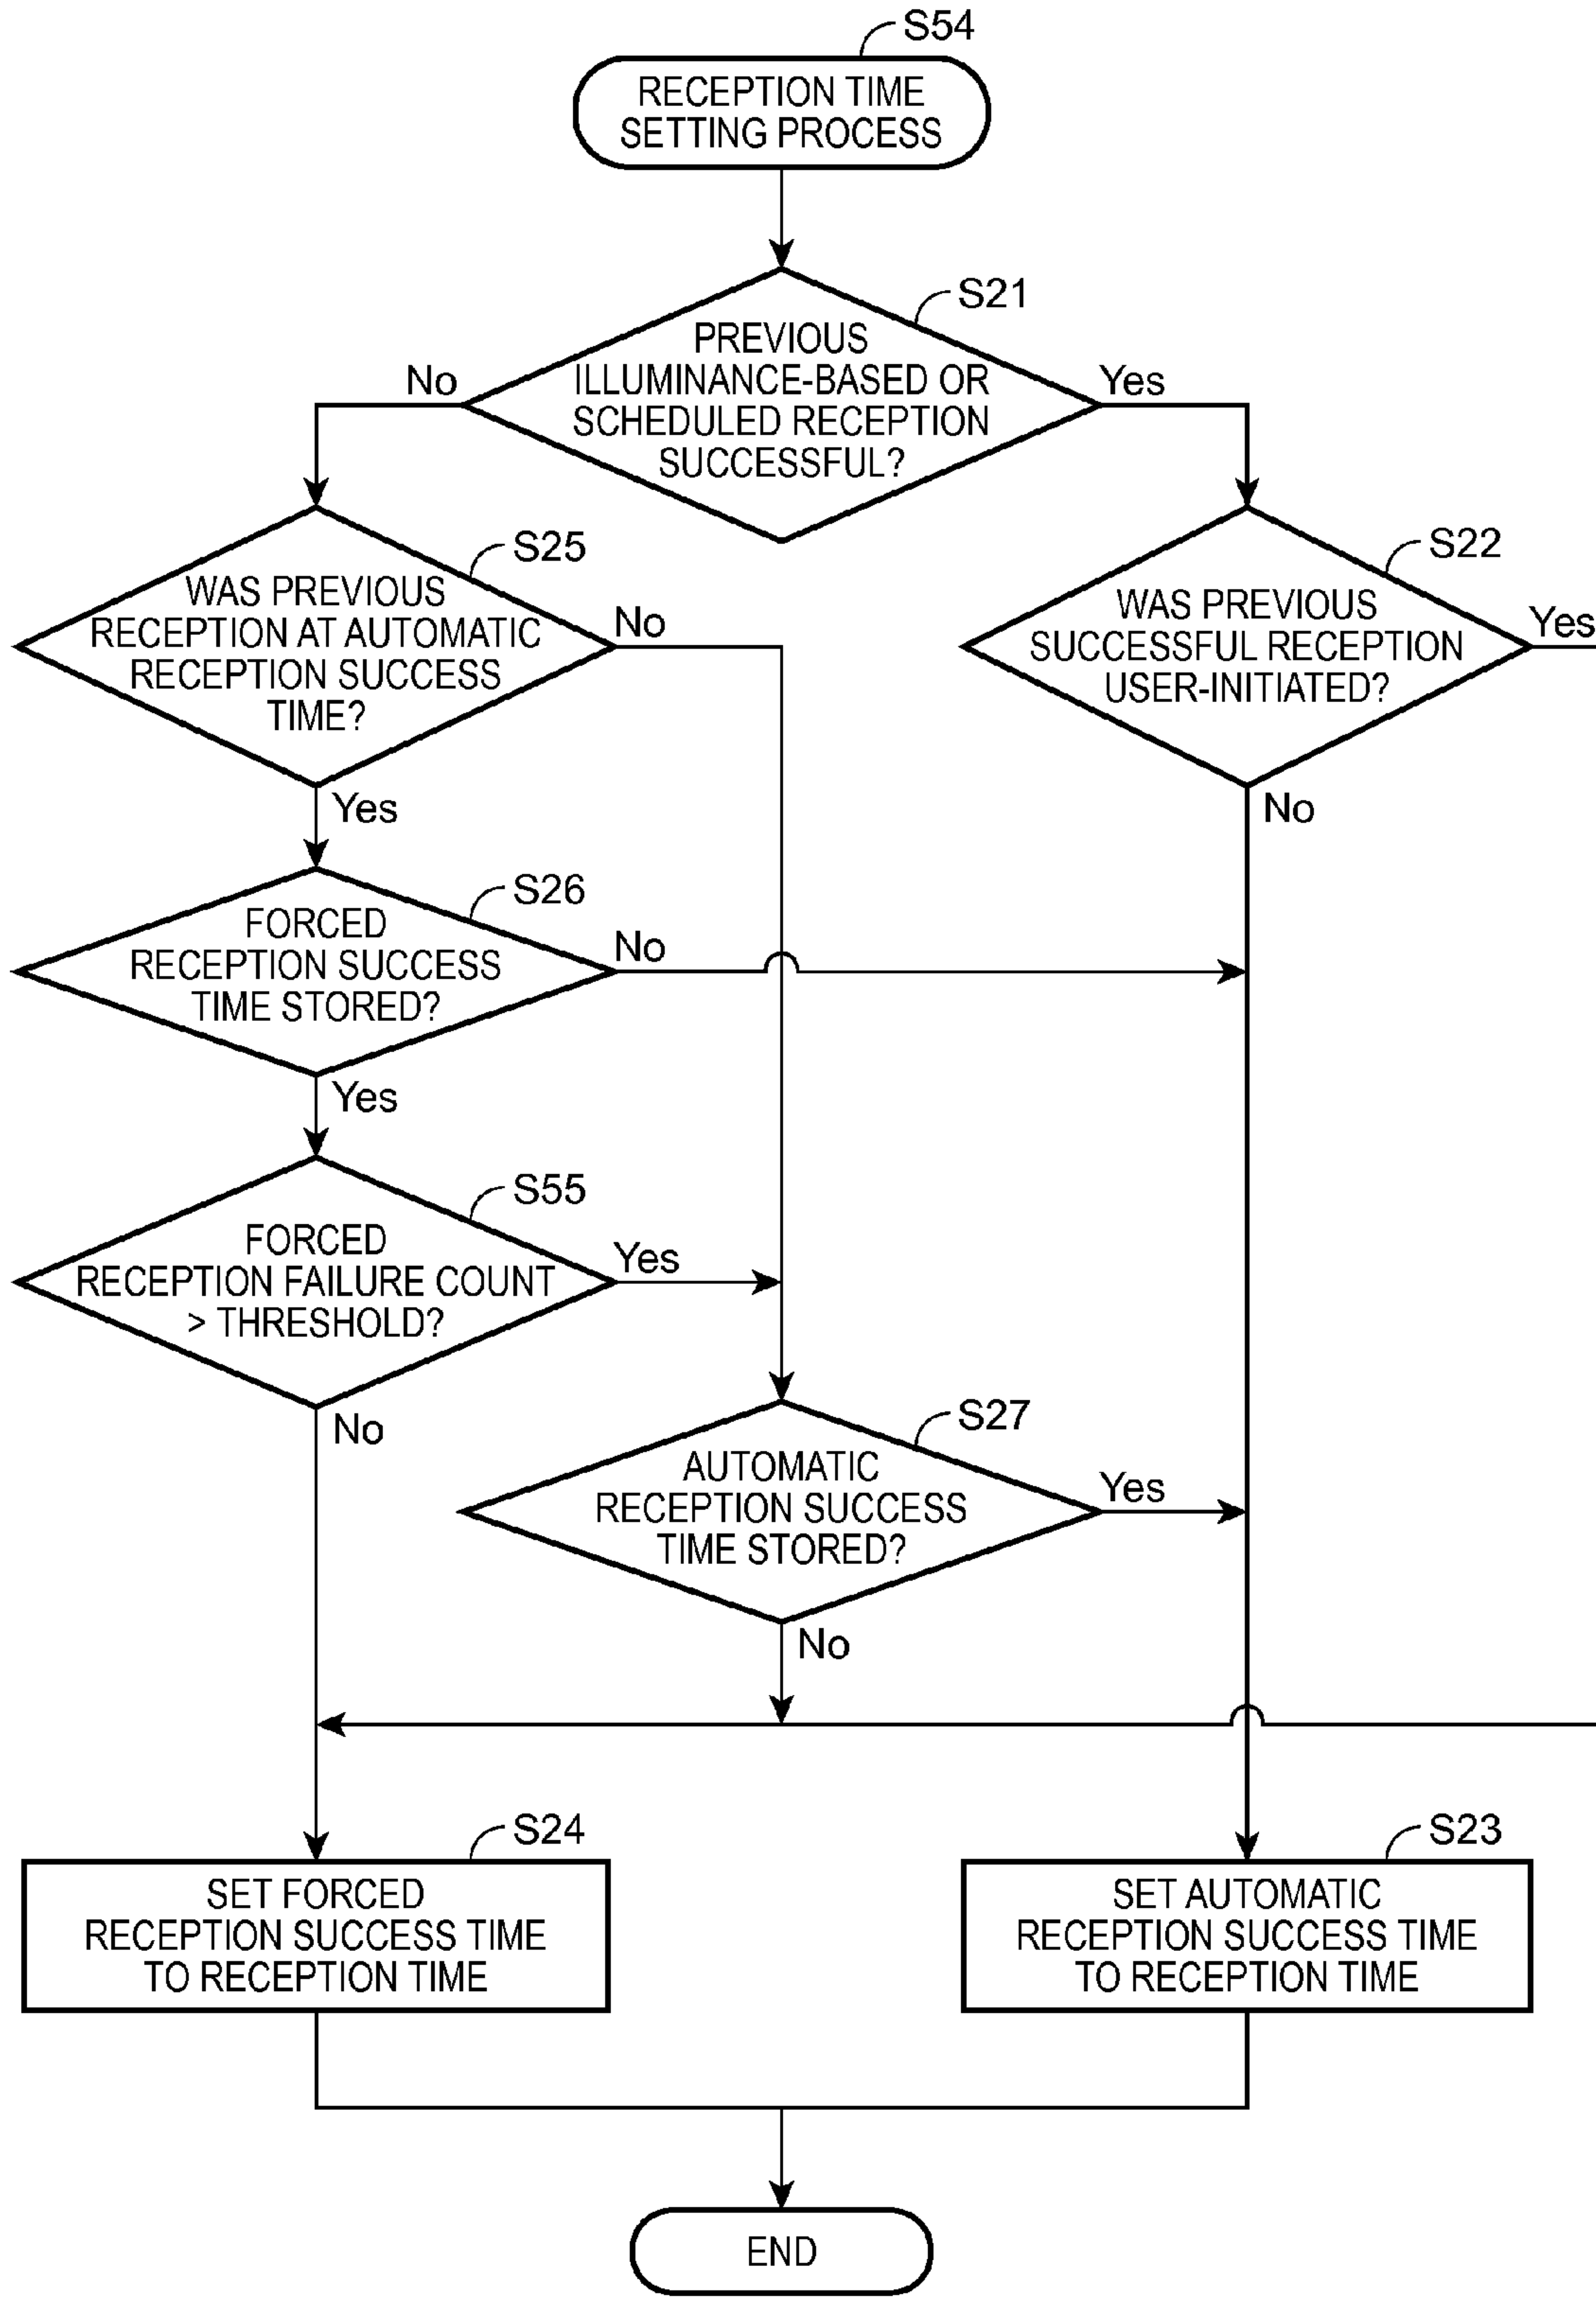 S54
RECEPTION TIME
SETTING PROCESS
S21
PREVIOUS
ILLUMINANCE-BASED OR
SCHEDULED RECEPTION
SUCCESSFUL?
No
Yes
S25
WAS PREVIOUS
RECEPTION AT AUTOMATIC
RECEPTION SUCCESS
TIME?
No
Yes
S22
WAS PREVIOUS
SUCCESSFUL RECEPTION
USER-INITIATED?
Yes
No
S26
FORCED
RECEPTION SUCCESS
TIME STORED?
No
Yes
S55
FORCED
RECEPTION FAILURE COUNT
> THRESHOLD?
Yes
No
S27
AUTOMATIC
RECEPTION SUCCESS
TIME STORED?
Yes
No
S24
SET FORCED
RECEPTION SUCCESS TIME
TO RECEPTION TIME
S23
SET AUTOMATIC
RECEPTION SUCCESS TIME
TO RECEPTION TIME
END